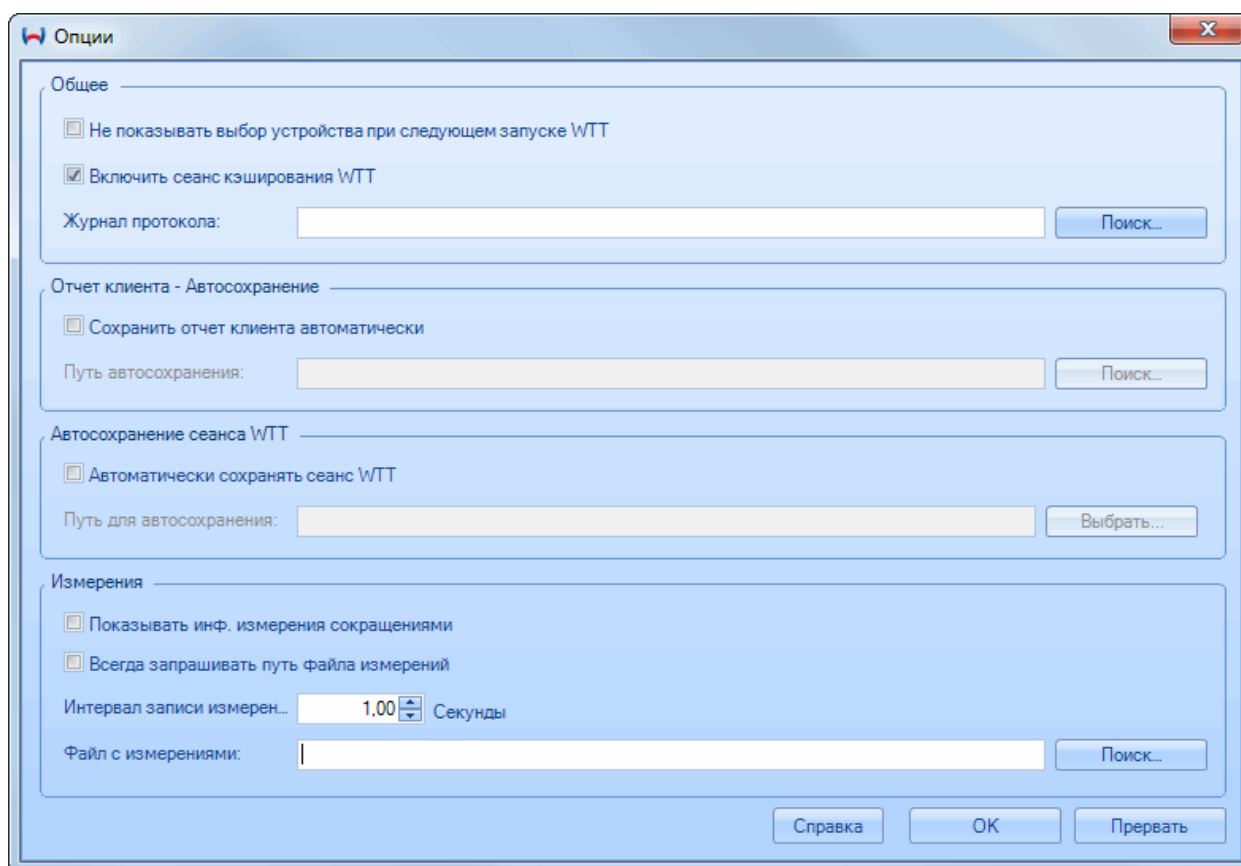 Опции
Общее
Не показывать выбор устройства при следующем запуске WTT
Включить сеанс кэширования WTT
Журнал протокола: Поиск...
Отчет клиента - Автосохранение
Сохранить отчет клиента автоматически
Путь автосохранения: Поиск...
Автосохранение сеанса WTT
Автоматически сохранять сеанс WTT
Путь для автосохранения: Выбрать...
Измерения
Показывать инф. измерения сокращениями
Всегда запрашивать путь файла измерений
Интервал записи измерен... 1,00 Секунды
Файл с измерениями: Поиск...
Справка OK Прервать